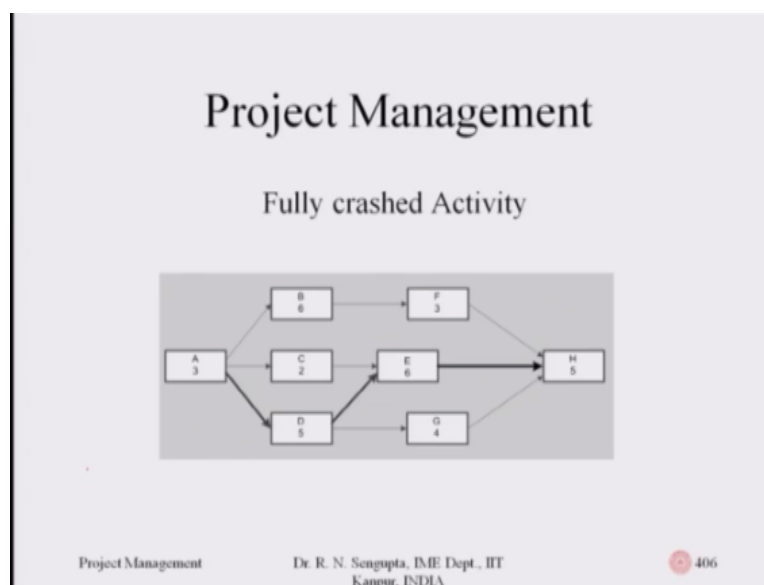 Project Management
Fully crashed Activity
B
6
F
3
A
3
C
2
E
6
H
5
D
5
G
4
Project Management
Dr. R. N. Sengupta, IME Dept., IIT
Kanpur, INDIA
406